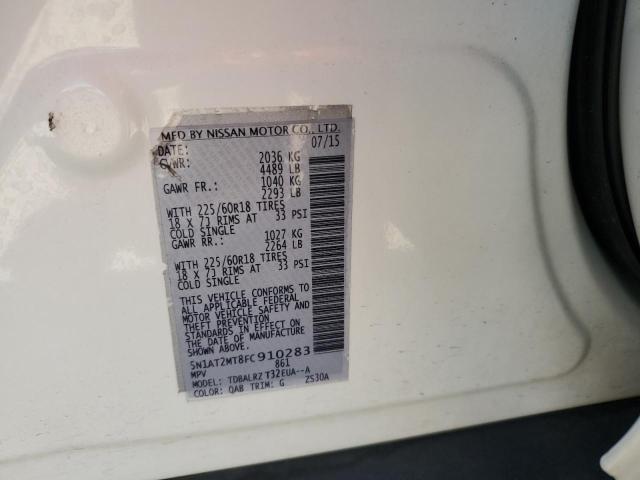 MFD BY NISSAN MOTOR CO., LTD.
DATE: 07/15
GVWR: 2036 KG
4489 LB
GAWR FR.: 1040 KG
2293 LB
WITH 225/60R18 TIRES
18 X 7J RIMS AT 33 PSI
COLD SINGLE
GAWR RR.: 1027 KG
2264 LB
WITH 225/60R18 TIRES
18 X 7J RIMS AT 33 PSI
COLD SINGLE
THIS VEHICLE CONFORMS TO
ALL APPLICABLE FEDERAL
MOTOR VEHICLE SAFETY AND
THEFT PREVENTION
STANDARDS IN EFFECT ON THE
DATE OF MANUFACTURE
SHOWN ABOVE.
5N1AT2MT8FC910283
MPV 861
MODEL: TDBALRZ T32EUA--A
COLOR: QAB TRIM: G 2S30A